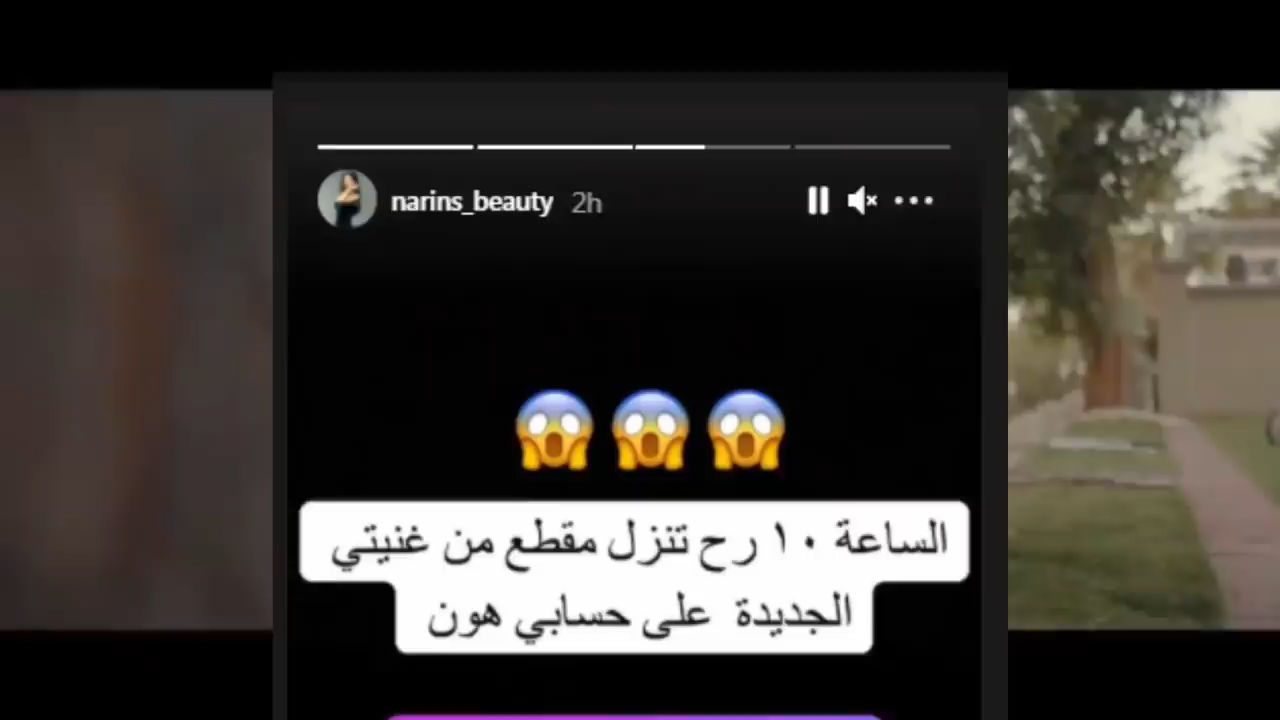 narins_beauty 2h
😱😱😱
الساعة ١٠ رح تنزل مقطع من غنيتي
الجديدة على حسابي هون